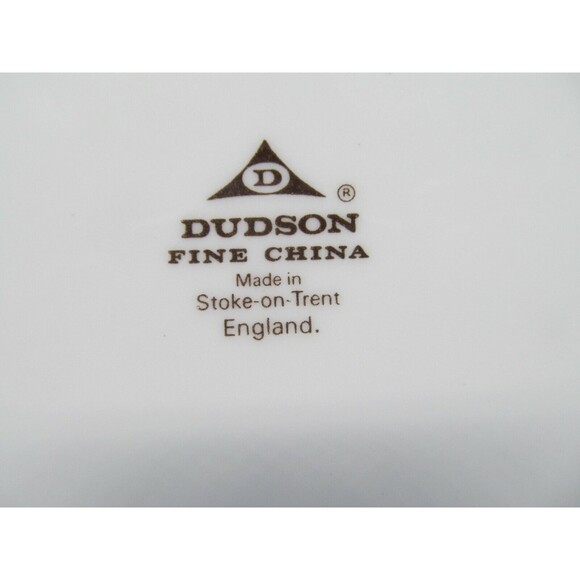 D
®
DUDSON
FINE CHINA
Made in
Stoke-on-Trent
England.